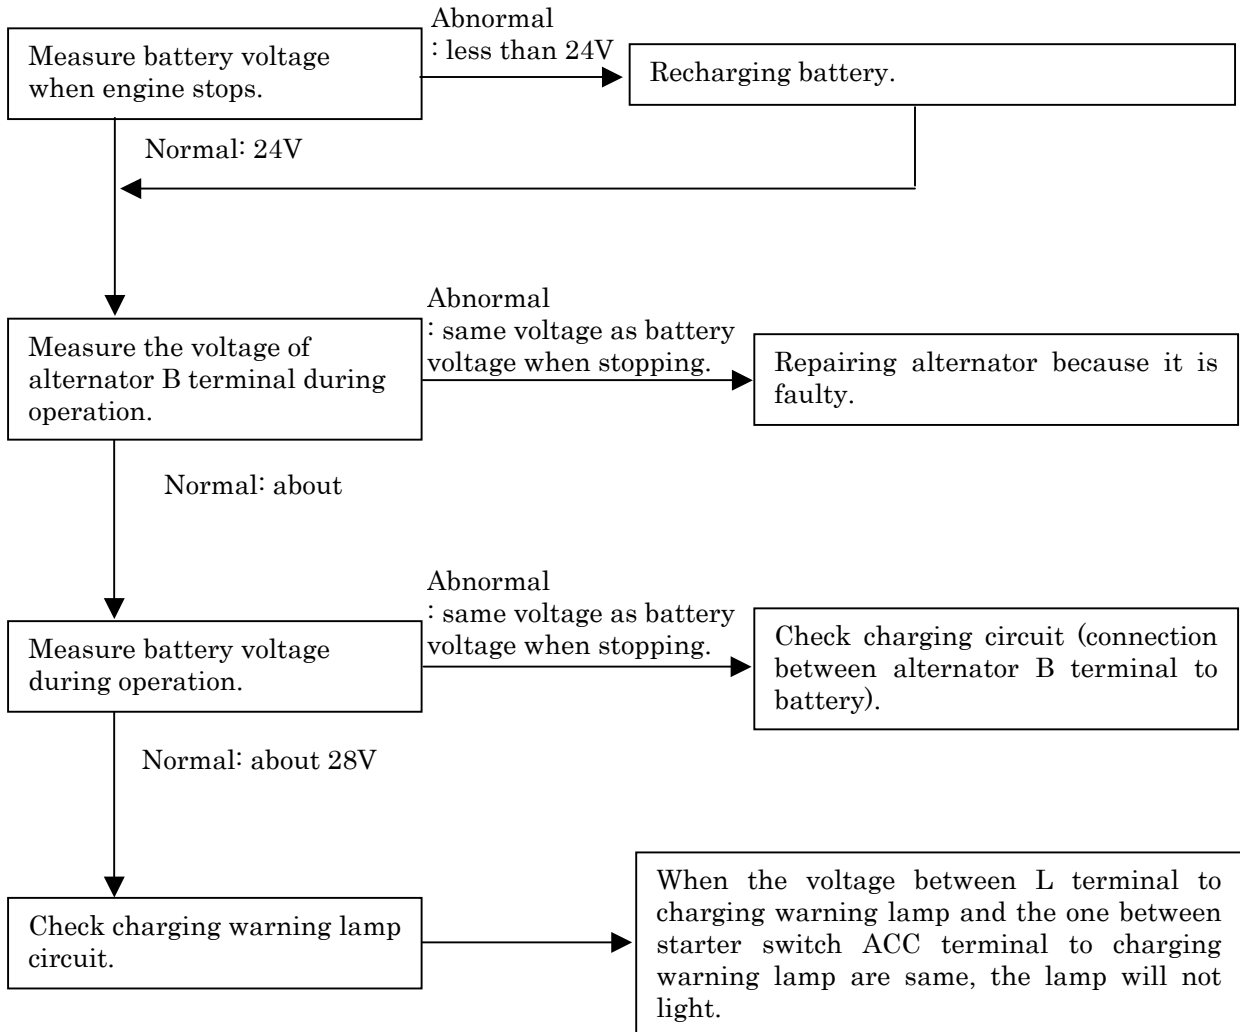 Abnormal
: less than 24V
Measure battery voltage
when engine stops.
Recharging battery.
Normal: 24V
Abnormal
: same voltage as battery
voltage when stopping.
Measure the voltage of
alternator B terminal during
operation.
Repairing alternator because it is
faulty.
Normal: about
Abnormal
: same voltage as battery
voltage when stopping.
Measure battery voltage
during operation.
Check charging circuit (connection
between alternator B terminal to
battery).
Normal: about 28V
Check charging warning lamp
circuit.
When the voltage between L terminal to
charging warning lamp and the one between
starter switch ACC terminal to charging
warning lamp are same, the lamp will not
light.